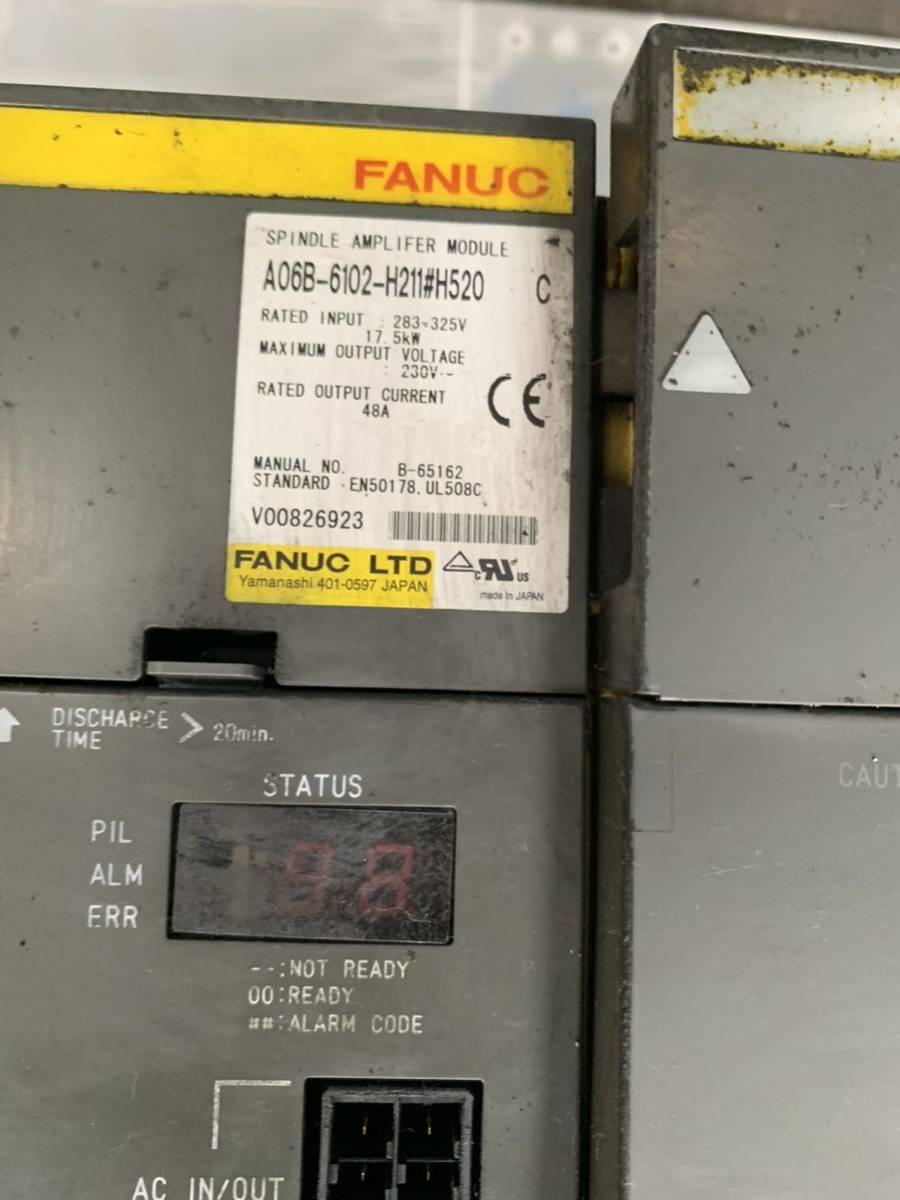 FANUC
SPINDLE AMPLIFER MODULE
A06B-6102-H211#H520 C
RATED INPUT : 283-325V
17.5kW
MAXIMUM OUTPUT VOLTAGE
: 230V~
RATED OUTPUT CURRENT
48A
CE
MANUAL NO. B-65162
STANDARD : EN50178, UL508C
V00826923
FANUC LTD
Yamanashi 401-0597 JAPAN
c US
made in JAPAN
DISCHARGE
TIME > 20min.
STATUS
PIL
ALM
ERR
--:NOT READY
00:READY
##:ALARM CODE
AC IN/OUT
CAUT